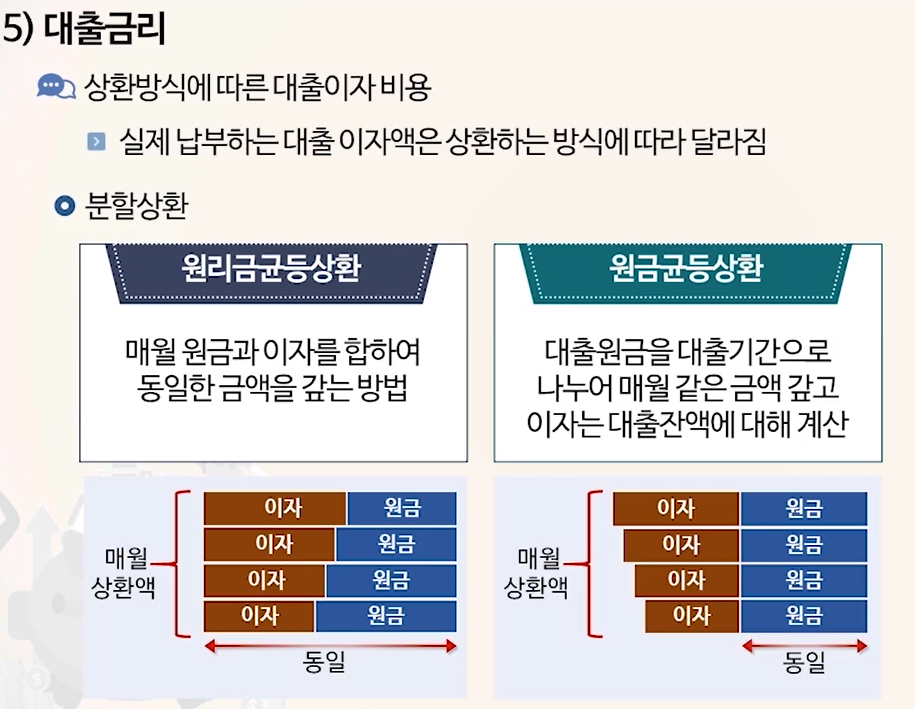 5) 대출금리
상환방식에 따른 대출이자 비용
실제 납부하는 대출 이자액은 상환하는 방식에 따라 달라짐
분할상환
원리금균등상환
매월 원금과 이자를 합하여
동일한 금액을 갚는 방법
이자 원금
이자 원금
이자 원금
이자 원금
매월
상환액
동일
원금균등상환
대출원금을 대출기간으로
나누어 매월 같은 금액 갚고
이자는 대출잔액에 대해 계산
이자 원금
이자 원금
이자 원금
이자 원금
매월
상환액
동일